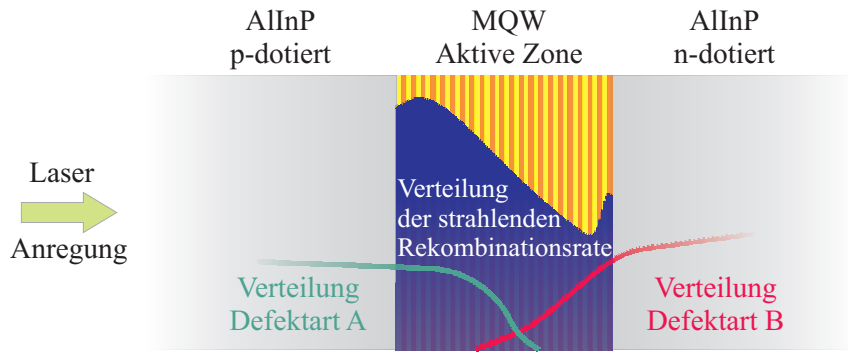 AlInP
p-dotiert
MQW
Aktive Zone
AlInP
n-dotiert
Laser
Anregung
Verteilung
der strahlenden
Rekombinationsrate
Verteilung
Defektart A
Verteilung
Defektart B